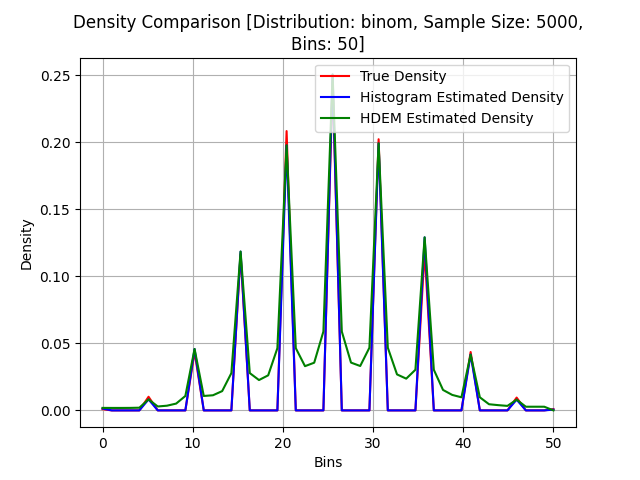 Density Comparison [Distribution: binom, Sample Size: 5000,
Bins: 50]
True Density
Histogram Estimated Density
HDEM Estimated Density
Density
0.25
0.20
0.15
0.10
0.05
0.00
0 10 20 30 40 50
Bins